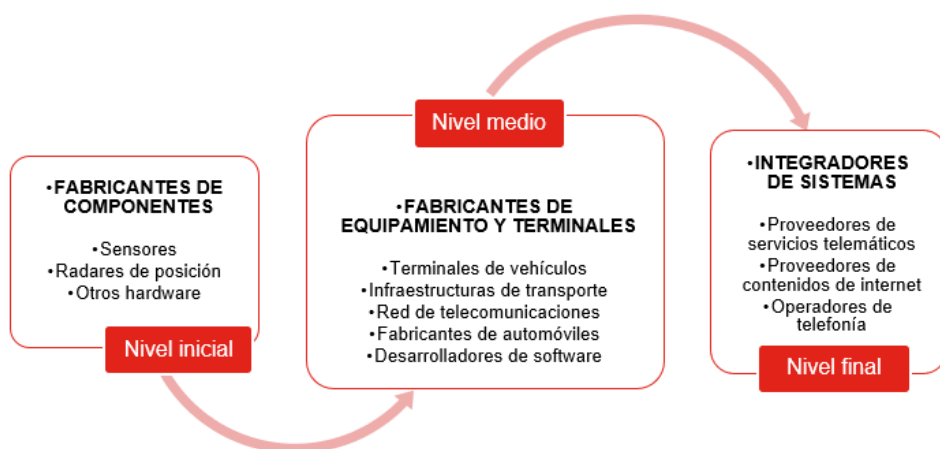 •FABRICANTES DE
COMPONENTES
•Sensores
•Radares de posición
•Otros hardware
Nivel inicial
Nivel medio
•FABRICANTES DE
EQUIPAMIENTO Y TERMINALES
•Terminales de vehículos
•Infraestructuras de transporte
•Red de telecomunicaciones
•Fabricantes de automóviles
•Desarrolladores de software
•INTEGRADORES
DE SISTEMAS
•Proveedores de
servicios telemáticos
•Proveedores de
contenidos de internet
•Operadores de
telefonía
Nivel final